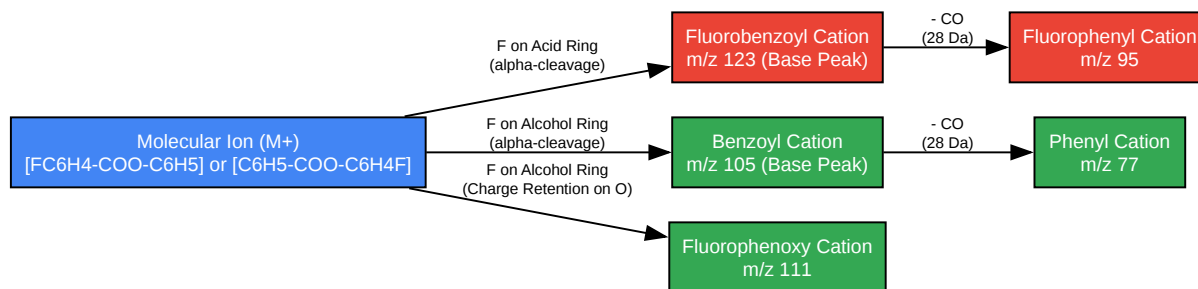 F on Acid Ring
(alpha-cleavage)
Fluorobenzoyl Cation
m/z 123 (Base Peak)
- CO
(28 Da)
Fluorophenyl Cation
m/z 95
Molecular Ion (M+)
[FC6H4-COO-C6H5] or [C6H5-COO-C6H4F]
F on Alcohol Ring
(alpha-cleavage)
Benzoyl Cation
m/z 105 (Base Peak)
- CO
(28 Da)
Phenyl Cation
m/z 77
F on Alcohol Ring
(Charge Retention on O)
Fluorophenoxy Cation
m/z 111